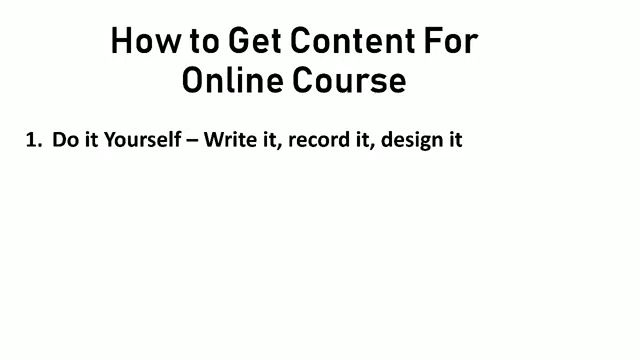 How to Get Content For
Online Course
1. Do it Yourself – Write it, record it, design it